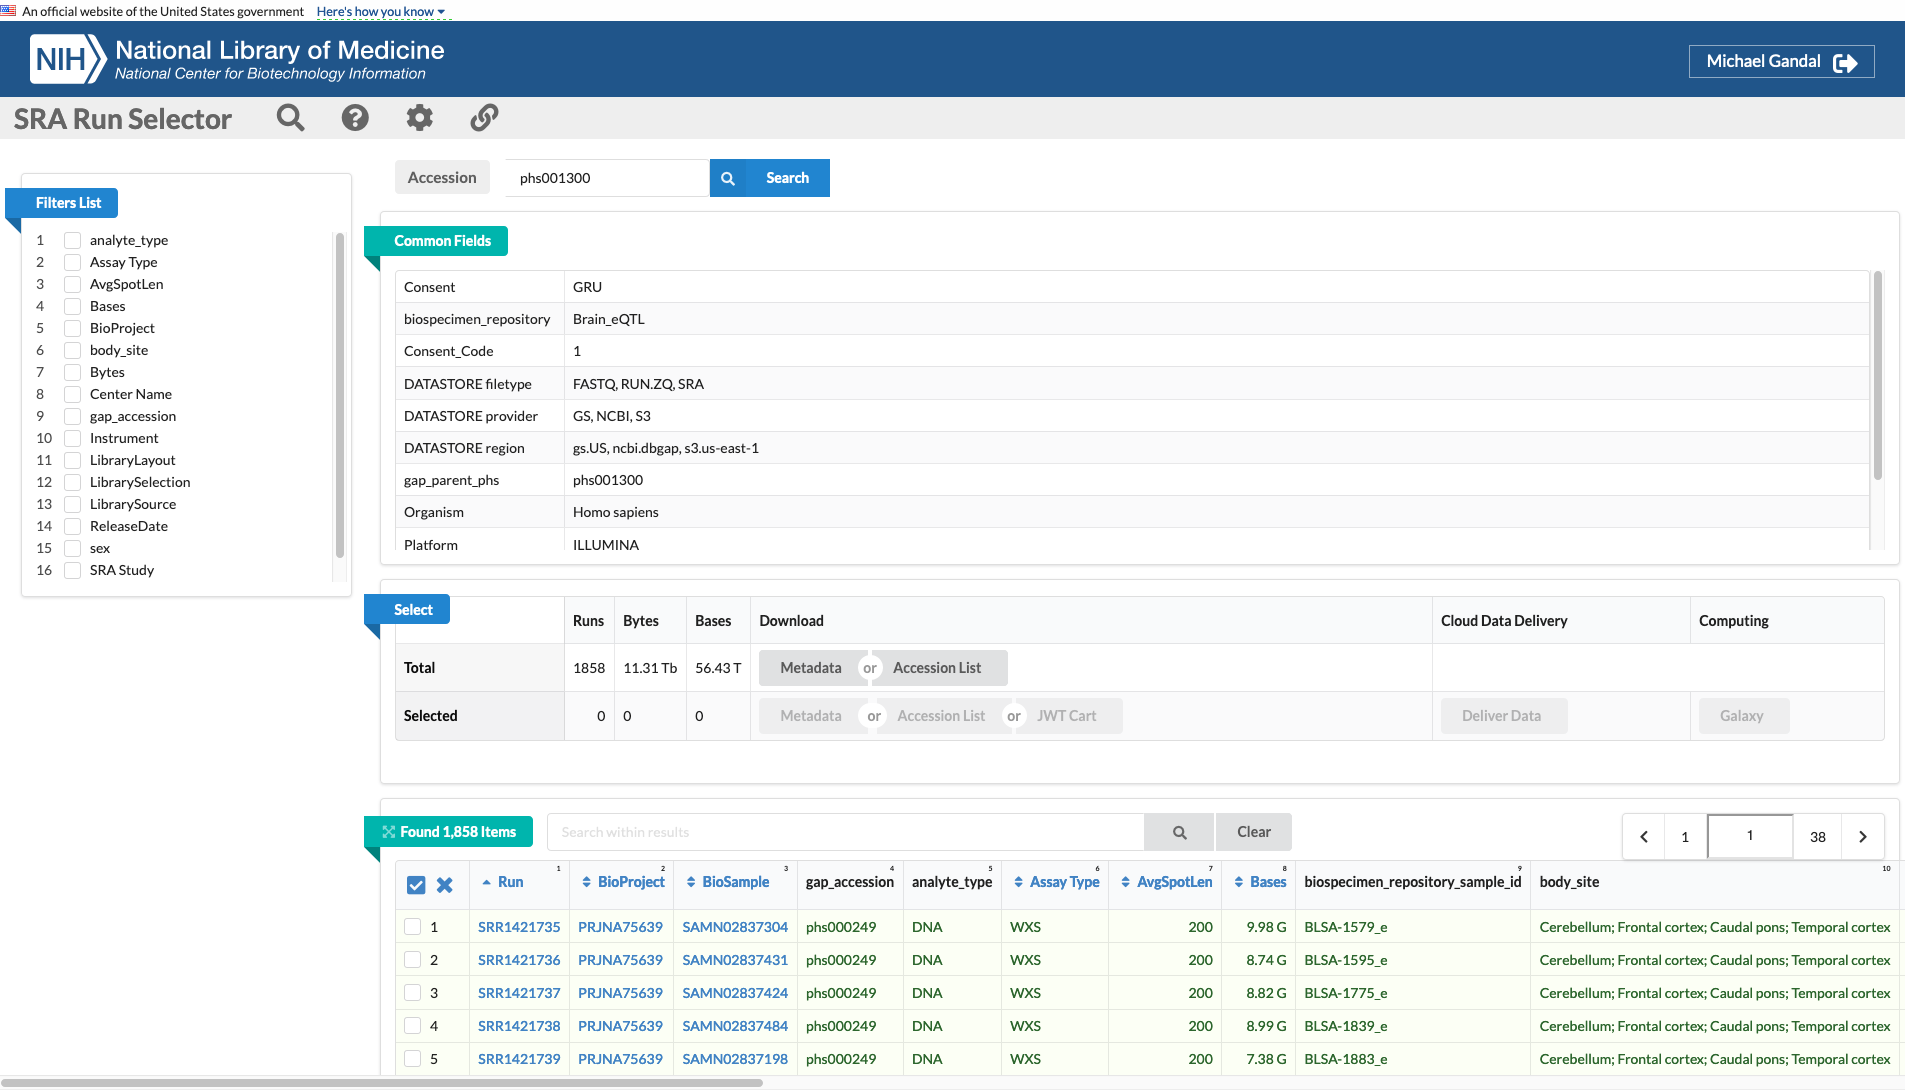 An official website of the United States government Here's how you know
NIH National Library of Medicine
National Center for Biotechnology Information
Michael Gandal
SRA Run Selector
Accession phs001300 Search
Filters List
1 analyte_type
2 Assay Type
3 AvgSpotLen
4 Bases
5 BioProject
6 body_site
7 Bytes
8 Center Name
9 gap_accession
10 Instrument
11 LibraryLayout
12 LibrarySelection
13 LibrarySource
14 ReleaseDate
15 sex
16 SRA Study
Common Fields
Consent GRU
biospecimen_repository Brain_eQTL
Consent_Code 1
DATASTORE filetype FASTQ, RUN.ZQ, SRA
DATASTORE provider GS, NCBI, S3
DATASTORE region gs.US, ncbi.dbgap, s3.us-east-1
gap_parent_phs phs001300
Organism Homo sapiens
Platform ILLUMINA
Select
Runs Bytes Bases Download Cloud Data Delivery Computing
Total 1858 11.31 Tb 56.43 T Metadata or Accession List
Selected 0 0 0 Metadata or Accession List or JWT Cart Deliver Data Galaxy
Found 1,858 Items Search within results Clear 1 1 38
Run 1 BioProject 2 BioSample 3 gap_accession 4 analyte_type 5 Assay Type 6 AvgSpotLen 7 Bases 8 biospecimen_repository_sample_id 9 body_site 10
1 SRR1421735 PRJNA75639 SAMN02837304 phs000249 DNA WXS 200 9.98 G BLSA-1579_e Cerebellum; Frontal cortex; Caudal pons; Temporal cortex
2 SRR1421736 PRJNA75639 SAMN02837431 phs000249 DNA WXS 200 8.74 G BLSA-1595_e Cerebellum; Frontal cortex; Caudal pons; Temporal cortex
3 SRR1421737 PRJNA75639 SAMN02837424 phs000249 DNA WXS 200 8.82 G BLSA-1775_e Cerebellum; Frontal cortex; Caudal pons; Temporal cortex
4 SRR1421738 PRJNA75639 SAMN02837484 phs000249 DNA WXS 200 8.99 G BLSA-1839_e Cerebellum; Frontal cortex; Caudal pons; Temporal cortex
5 SRR1421739 PRJNA75639 SAMN02837198 phs000249 DNA WXS 200 7.38 G BLSA-1883_e Cerebellum; Frontal cortex; Caudal pons; Temporal cortex